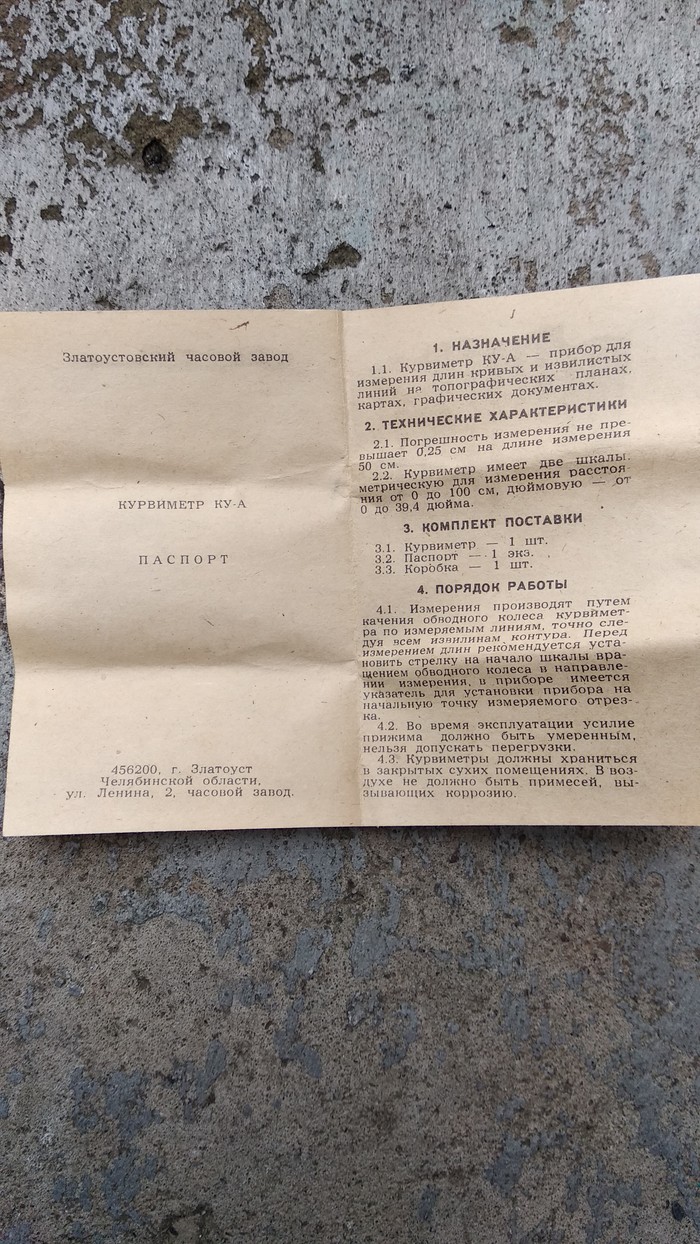 Златоустовский часовой завод
КУРВИМЕТР КУ-А
ПАСПОРТ
456200, г. Златоуст
Челябинской области,
ул. Ленина, 2, часовой завод.
1. НАЗНАЧЕНИЕ
1.1. Курвиметр КУ-А — прибор для
измерения длин кривых и извилистых
линий на топографических планах,
картах, графических документах.
2. ТЕХНИЧЕСКИЕ ХАРАКТЕРИСТИКИ
2.1. Погрешность измерения не пре-
вышает 0,25 см на длине измерения
50 см.
2.2. Курвиметр имеет две шкалы:
метрическую для измерения расстоя-
ния от 0 до 100 см, дюймовую — от
0 до 39,4 дюйма.
3. КОМПЛЕКТ ПОСТАВКИ
3.1. Курвиметр — 1 шт.
3.2. Паспорт — 1 экз.
3.3. Коробка — 1 шт.
4. ПОРЯДОК РАБОТЫ
4.1. Измерения производят путем
качения обводного колеса курвимет-
ра по измеряемым линиям, точно сле-
дуя всем извилинам контура. Перед
измерением длин рекомендуется уста-
новить стрелку на начало шкалы вра-
щением обводного колеса в направле-
нии измерения, в приборе имеется
указатель для установки прибора на
начальную точку измеряемого отрез-
ка.
4.2. Во время эксплуатации усилие
прижима должно быть умеренным,
нельзя допускать перегрузки.
4.3. Курвиметры должны храниться
в закрытых сухих помещениях. В воз-
духе не должно быть примесей, вы-
зывающих коррозию.